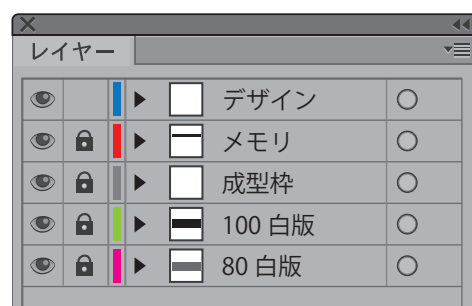 レイヤー
デザイン
メモリ
成型枠
100 白版
80 白版